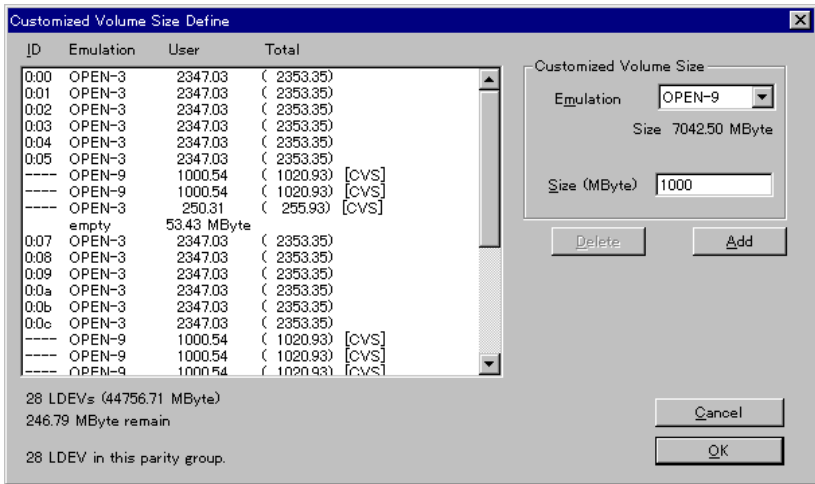 Customized Volume Size Define
ID Emulation User Total
0:00 OPEN-3 2347.03 ( 2353.35)
0:01 OPEN-3 2347.03 ( 2353.35)
0:02 OPEN-3 2347.03 ( 2353.35)
0:03 OPEN-3 2347.03 ( 2353.35)
0:04 OPEN-3 2347.03 ( 2353.35)
0:05 OPEN-3 2347.03 ( 2353.35)
---- OPEN-9 1000.54 ( 1020.93) [CVS]
---- OPEN-9 1000.54 ( 1020.93) [CVS]
---- OPEN-3 250.31 ( 255.93) [CVS]
empty 53.43 MByte
0:07 OPEN-3 2347.03 ( 2353.35)
0:08 OPEN-3 2347.03 ( 2353.35)
0:09 OPEN-3 2347.03 ( 2353.35)
0:0a OPEN-3 2347.03 ( 2353.35)
0:0b OPEN-3 2347.03 ( 2353.35)
0:0c OPEN-3 2347.03 ( 2353.35)
---- OPEN-9 1000.54 ( 1020.93) [CVS]
---- OPEN-9 1000.54 ( 1020.93) [CVS]
---- OPEN-9 1000.54 ( 1020.93) [CVS]
28 LDEVs (44756.71 MByte)
246.79 MByte remain
28 LDEV in this parity group.
Customized Volume Size
Emulation OPEN-9
Size 7042.50 MByte
Size (MByte) 1000
Delete Add
Cancel
OK